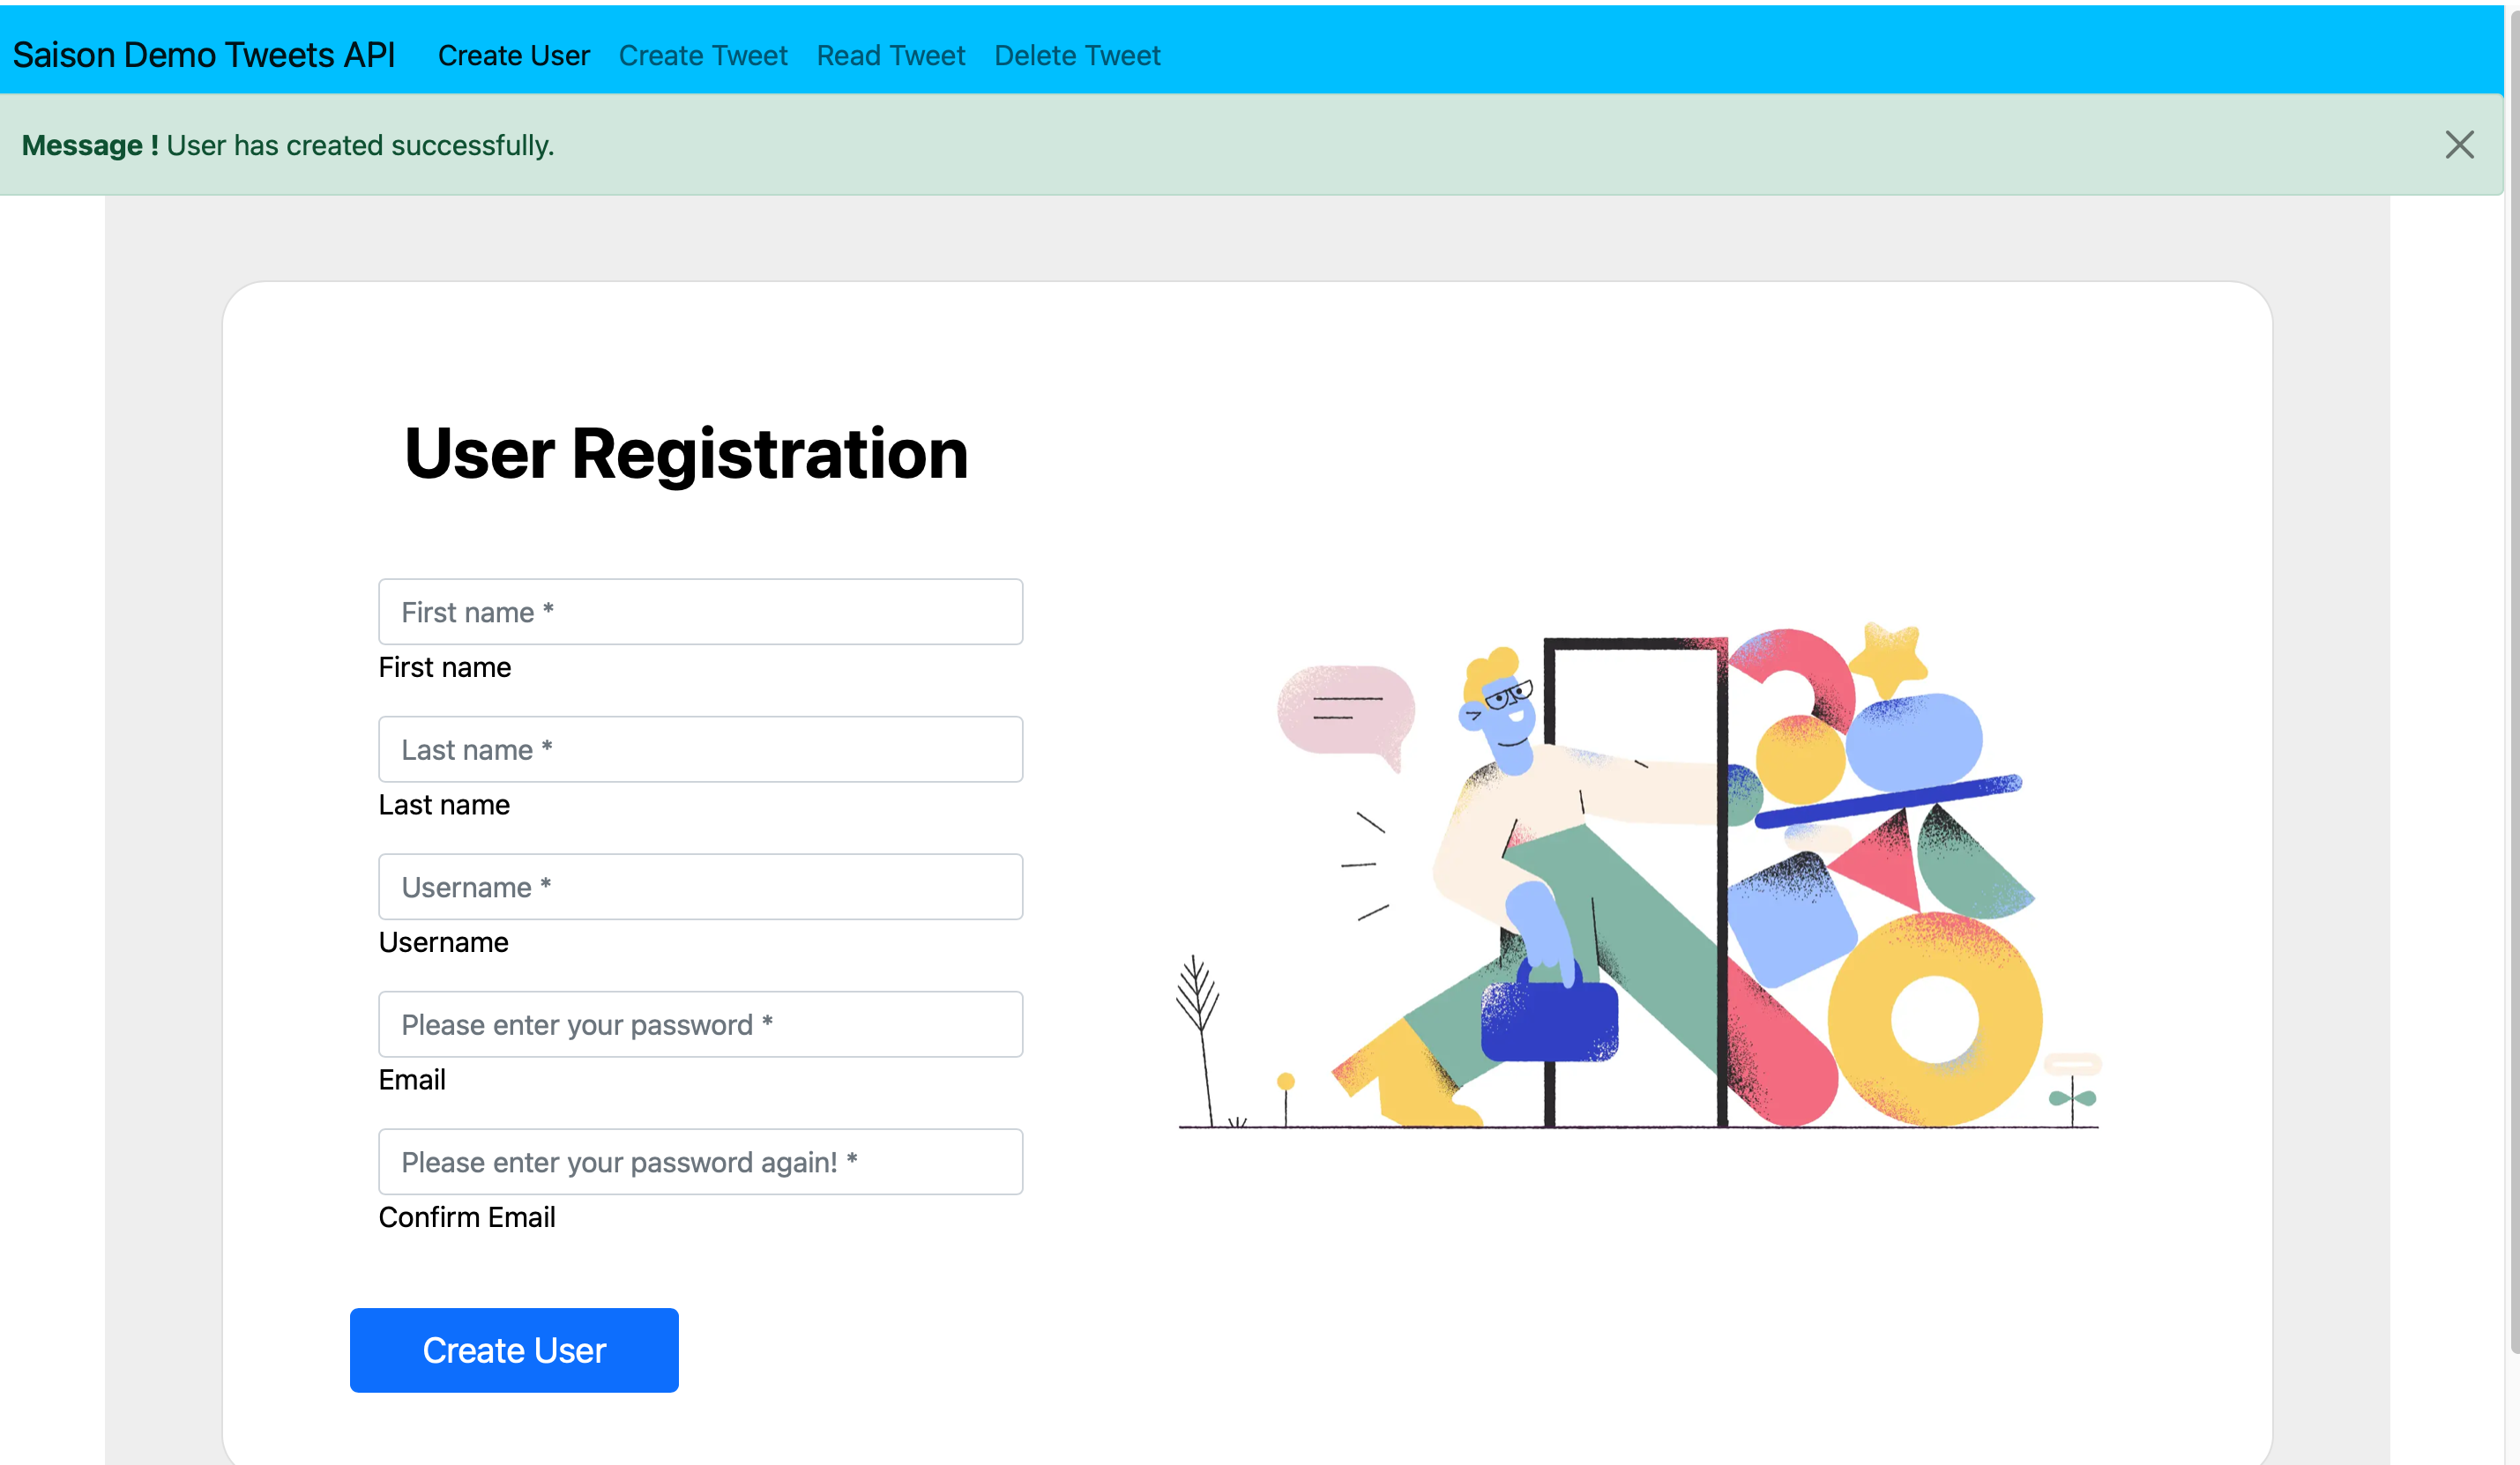 Saison Demo Tweets API Create User Create Tweet Read Tweet Delete Tweet
Message ! User has created successfully.
User Registration
First name *
First name
Last name *
Last name
Username *
Username
Please enter your password *
Email
Please enter your password again! *
Confirm Email
Create User